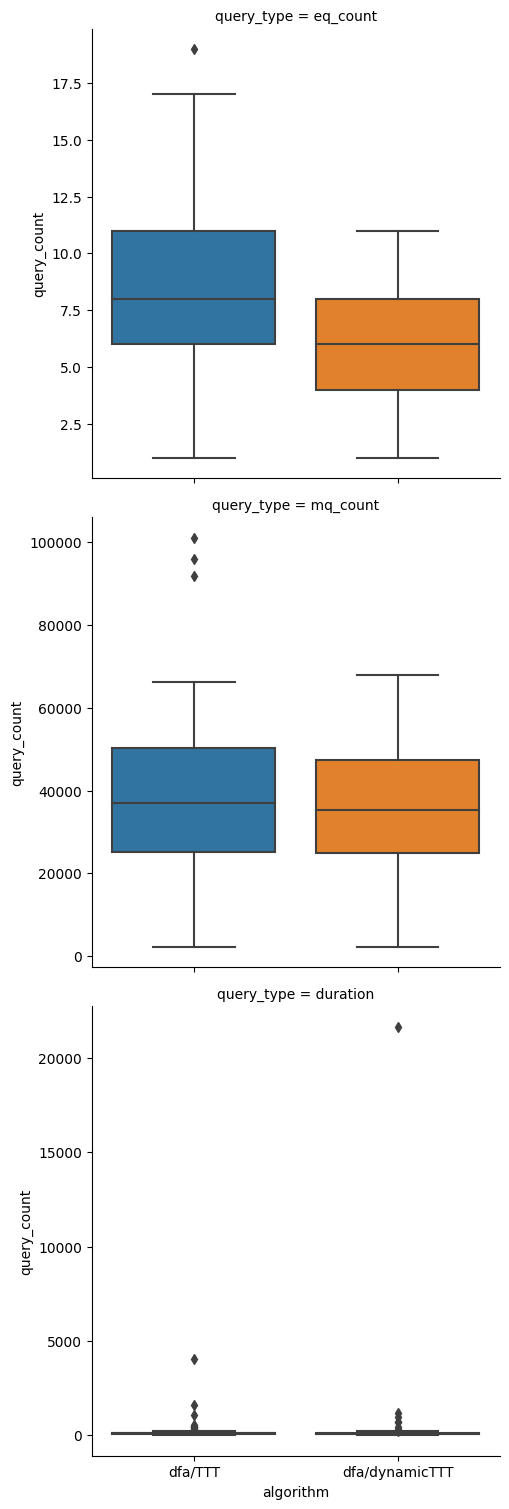 query_type = eq_count
17.5
15.0
12.5
10.0
7.5
5.0
2.5
query_count
query_type = mq_count
100000
80000
60000
40000
20000
0
query_count
query_type = duration
20000
15000
10000
5000
0
query_count
dfa/TTT
dfa/dynamicTTT
algorithm